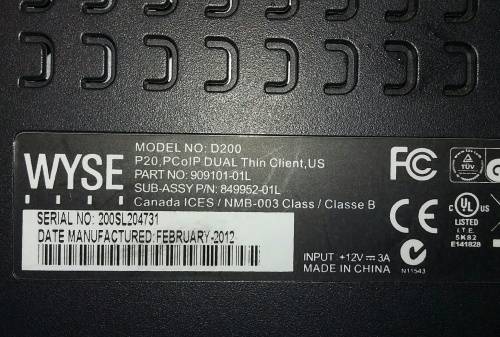 WYSE
MODEL NO: D200
P20,PCoIP DUAL Thin Client,US
PART NO: 909101-01L
SUB-ASSY P/N: 849952-01L
Canada ICES / NMB-003 Class / Classe B
SERIAL NO: 200SL204731
DATE MANUFACTURED:FEBRUARY-2012
INPUT : +12V ⎓ 3A
MADE IN CHINA
FC
TÜV
CE
N11543
c UL US
LISTED
I.T.E.
5K82
E141828